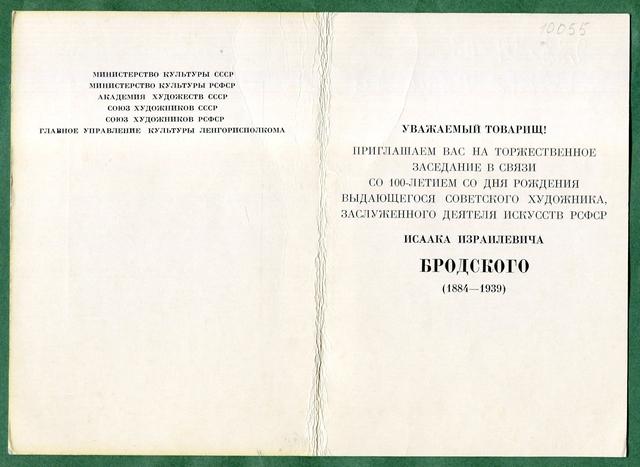 10055
МИНИСТЕРСТВО КУЛЬТУРЫ СССР
МИНИСТЕРСТВО КУЛЬТУРЫ РСФСР
АКАДЕМИЯ ХУДОЖЕСТВ СССР
СОЮЗ ХУДОЖНИКОВ СССР
СОЮЗ ХУДОЖНИКОВ РСФСР
ГЛАВНОЕ УПРАВЛЕНИЕ КУЛЬТУРЫ ЛЕНГОРИСПОЛКОМА
УВАЖАЕМЫЙ ТОВАРИЩ!
ПРИГЛАШАЕМ ВАС НА ТОРЖЕСТВЕННОЕ
ЗАСЕДАНИЕ В СВЯЗИ
СО 100-ЛЕТИЕМ СО ДНЯ РОЖДЕНИЯ
ВЫДАЮЩЕГОСЯ СОВЕТСКОГО ХУДОЖНИКА,
ЗАСЛУЖЕННОГО ДЕЯТЕЛЯ ИСКУССТВ РСФСР
ИСААКА ИЗРАИЛЕВИЧА
БРОДСКОГО
(1884—1939)